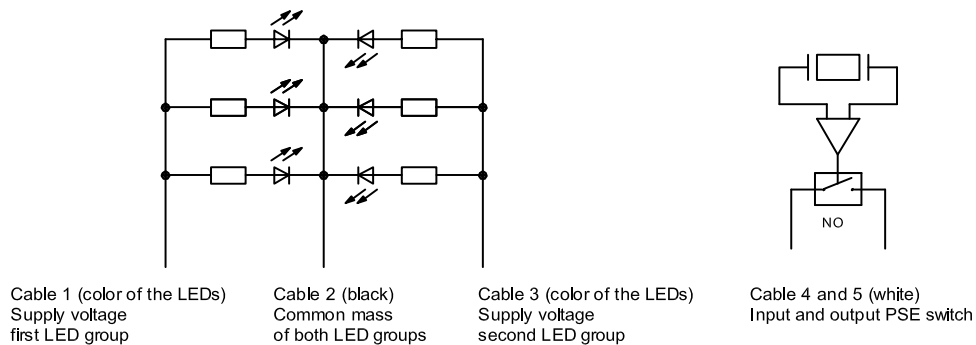 NO
Cable 1 (color of the LEDs)
Supply voltage
first LED group
Cable 2 (black)
Common mass
of both LED groups
Cable 3 (color of the LEDs)
Supply voltage
second LED group
Cable 4 and 5 (white)
Input and output PSE switch